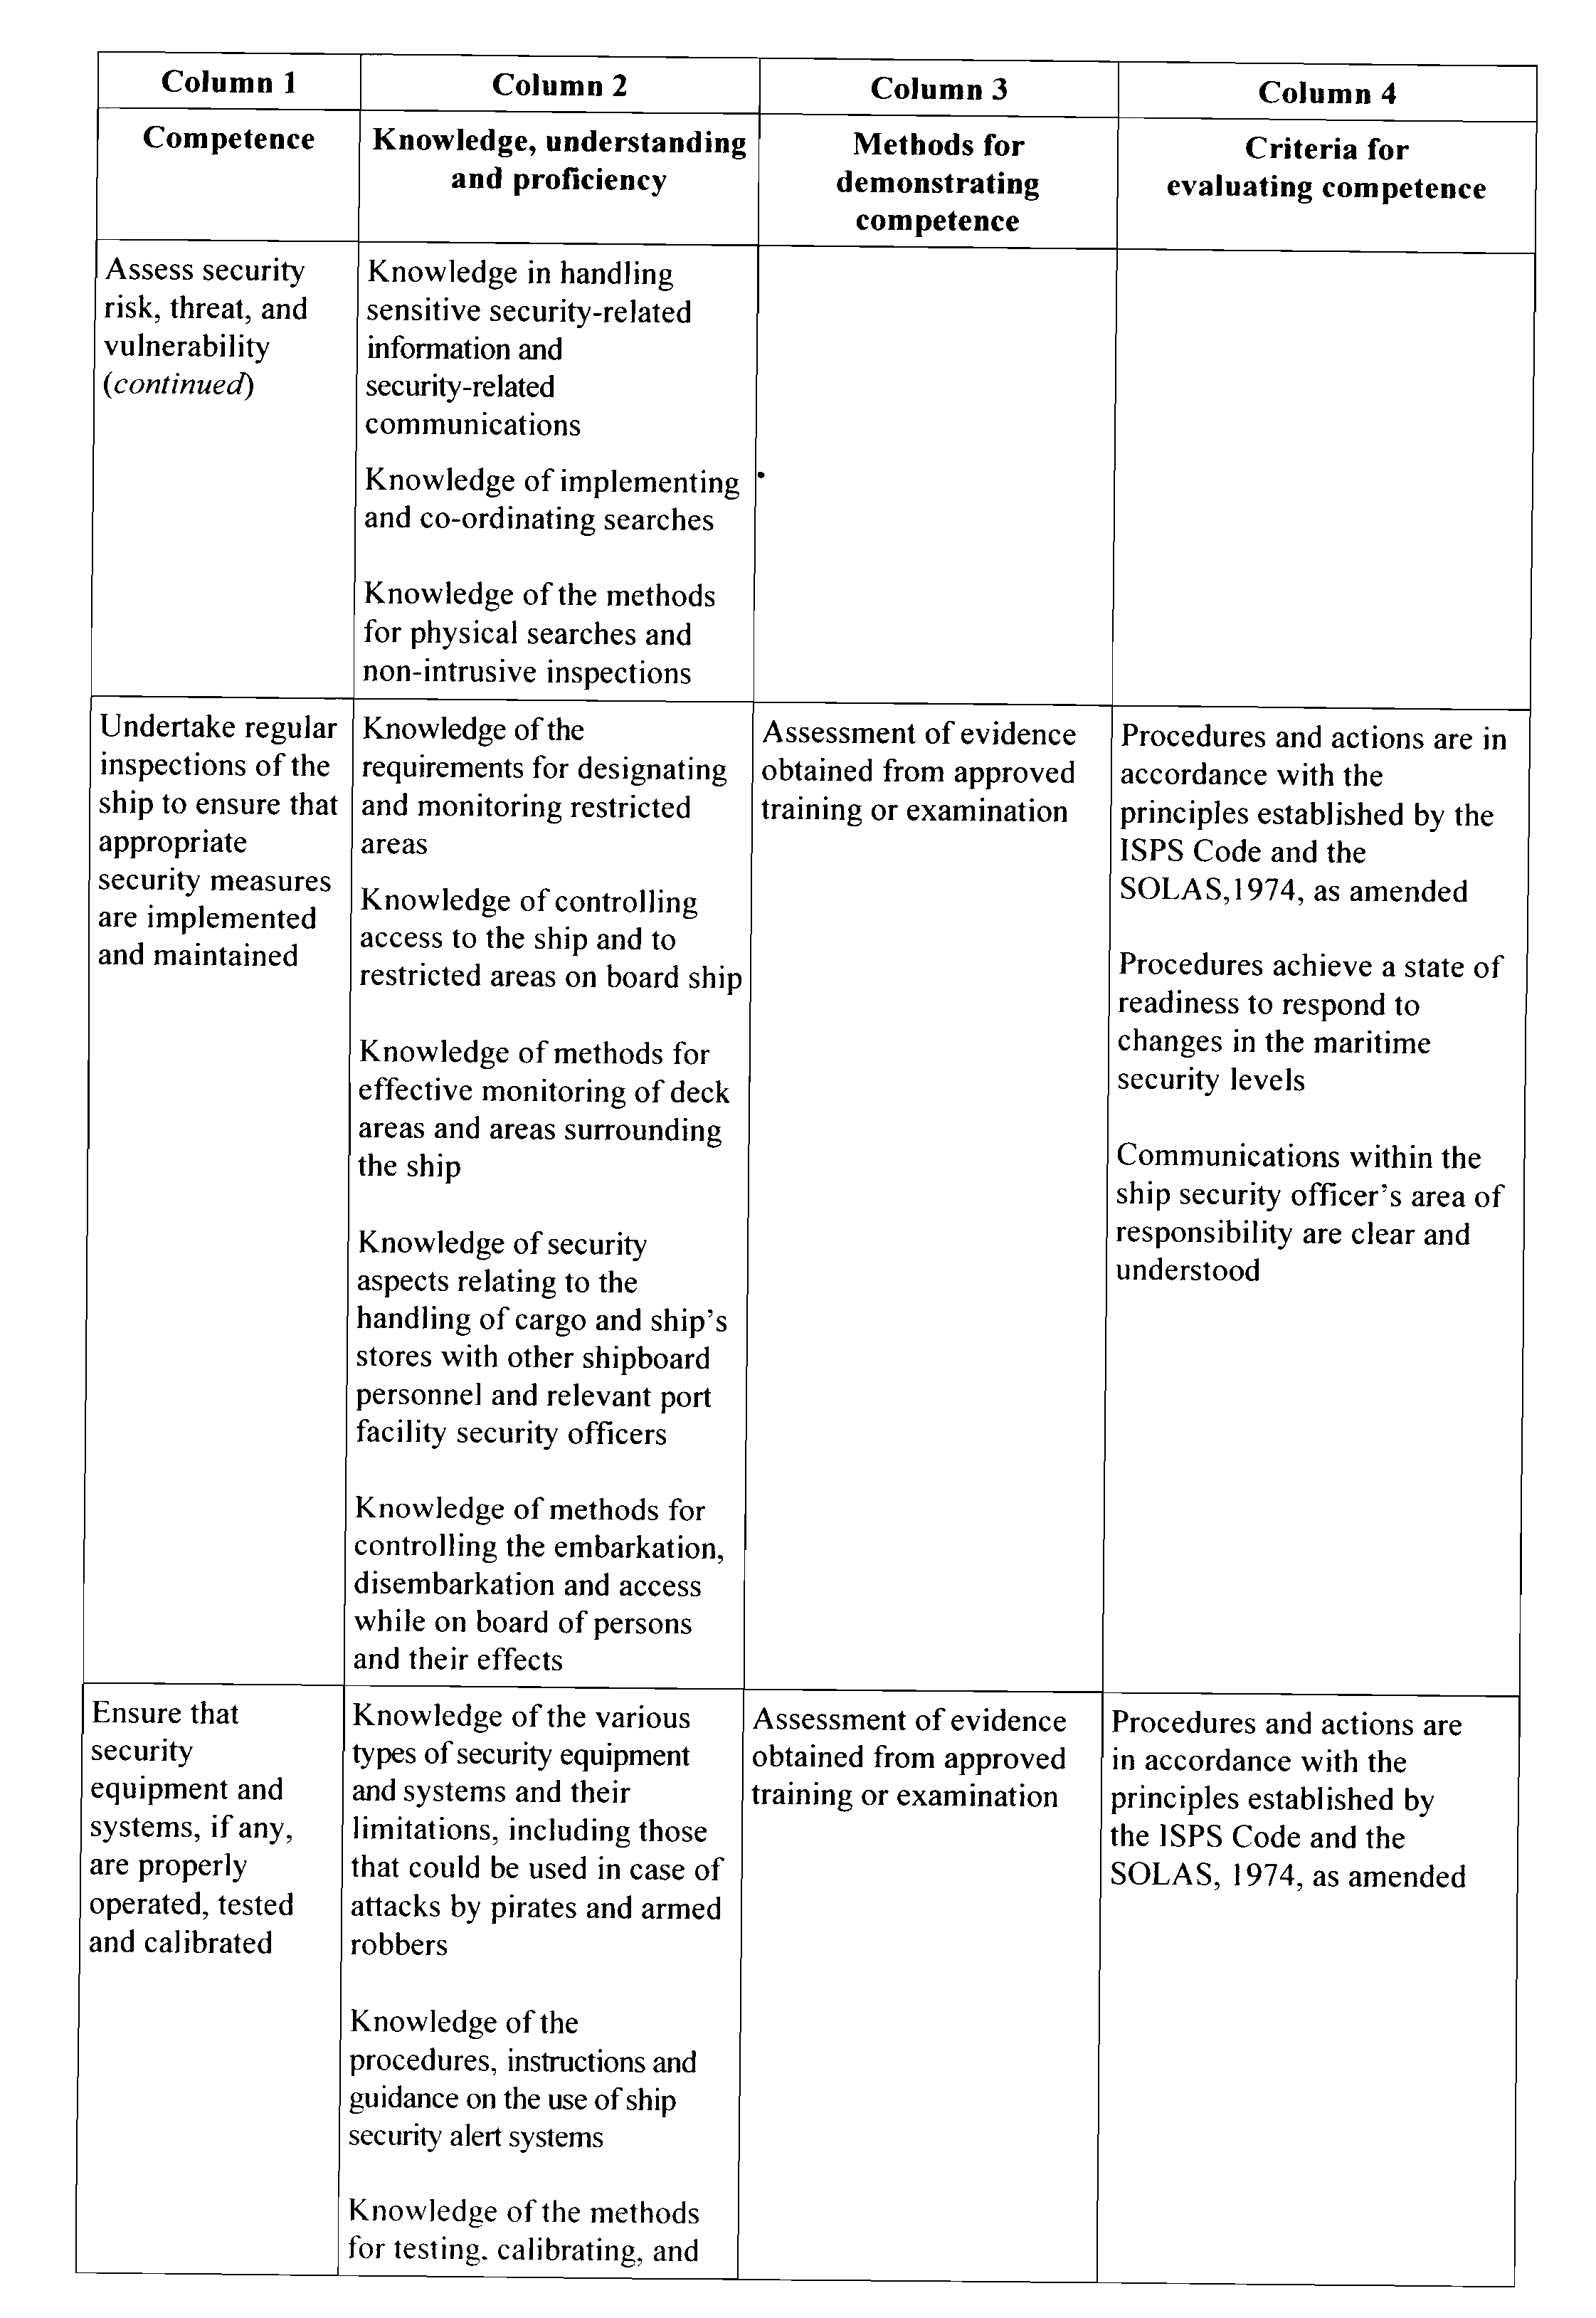 Column 1
Column 2
Column 3
Column 4
Competence
Knowledge, understanding
and proficiency
Methods for
demonstrating
competence
Criteria for
evaluating competence
Assess security
risk, threat, and
vulnerability
(continued)
Knowledge in handling
sensitive security-related
information and
security-related
communications
Knowledge of implementing
and co-ordinating searches
Knowledge of the methods
for physical searches and
non-intrusive inspections
Undertake regular
inspections of the
ship to ensure that
appropriate
security measures
are implemented
and maintained
Knowledge of the
requirements for designating
and monitoring restricted
areas
Knowledge of controlling
access to the ship and to
restricted areas on board ship
Knowledge of methods for
effective monitoring of deck
areas and areas surrounding
the ship
Knowledge of security
aspects relating to the
handling of cargo and ship's
stores with other shipboard
personnel and relevant port
facility security officers
Knowledge of methods for
controlling the embarkation,
disembarkation and access
while on board of persons
and their effects
Assessment of evidence
obtained from approved
training or examination
Procedures and actions are in
accordance with the
principles established by the
ISPS Code and the
SOLAS,1974, as amended
Procedures achieve a state of
readiness to respond to
changes in the maritime
security levels
Communications within the
ship security officer's area of
responsibility are clear and
understood
Ensure that
security
equipment and
systems, if any,
are properly
operated, tested
and calibrated
Knowledge of the various
types of security equipment
and systems and their
limitations, including those
that could be used in case of
attacks by pirates and armed
robbers
Knowledge of the
procedures, instructions and
guidance on the use of ship
security alert systems
Knowledge of the methods
for testing. calibrating, and
Assessment of evidence
obtained from approved
training or examination
Procedures and actions are
in accordance with the
principles established by
the ISPS Code and the
SOLAS, 1974, as amended